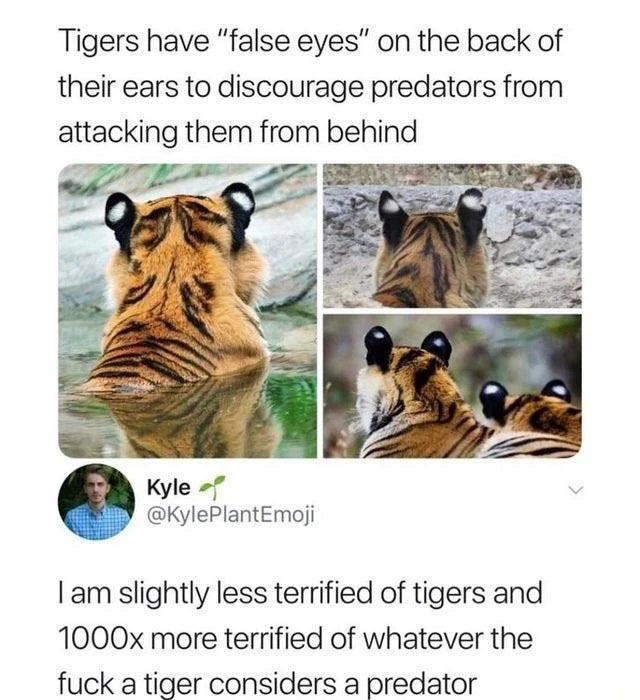 Tigers have "false eyes" on the back of
their ears to discourage predators from
attacking them from behind
Kyle 🌱
@KylePlantEmoji
I am slightly less terrified of tigers and
1000x more terrified of whatever the
fuck a tiger considers a predator